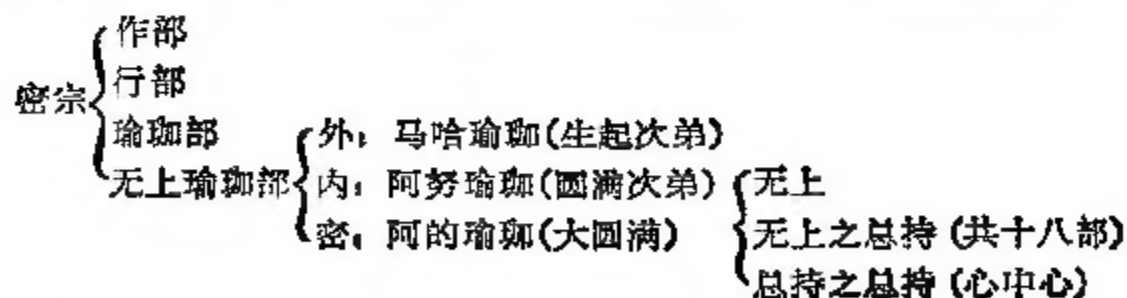 作部
密宗 行部
瑜珈部 外：马哈瑜珈(生起次弟)
无上瑜珈部 内：阿努瑜珈(圆满次弟) 无上
密：阿的瑜珈(大圆满) 无上之总持(共十八部)
总持之总持(心中心)